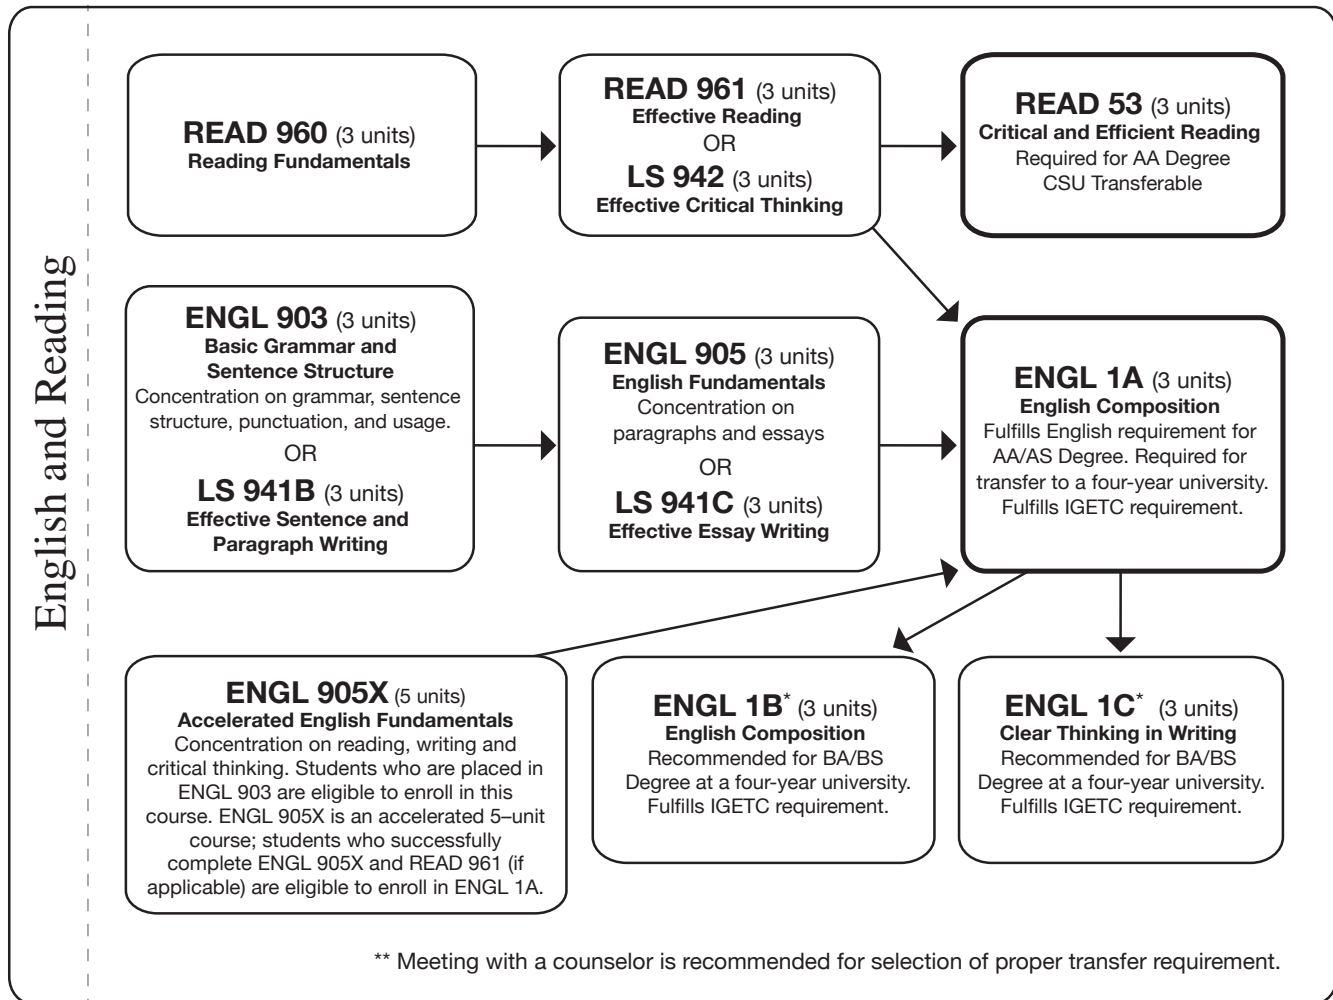 English and Reading
READ 960 (3 units)
Reading Fundamentals
READ 961 (3 units)
Effective Reading
OR
LS 942 (3 units)
Effective Critical Thinking
READ 53 (3 units)
Critical and Efficient Reading
Required for AA Degree
CSU Transferable
ENGL 903 (3 units)
Basic Grammar and
Sentence Structure
Concentration on grammar, sentence
structure, punctuation, and usage.
OR
LS 941B (3 units)
Effective Sentence and
Paragraph Writing
ENGL 905 (3 units)
English Fundamentals
Concentration on
paragraphs and essays
OR
LS 941C (3 units)
Effective Essay Writing
ENGL 1A (3 units)
English Composition
Fulfills English requirement for
AA/AS Degree. Required for
transfer to a four-year university.
Fulfills IGETC requirement.
ENGL 905X (5 units)
Accelerated English Fundamentals
Concentration on reading, writing and
critical thinking. Students who are placed in
ENGL 903 are eligible to enroll in this
course. ENGL 905X is an accelerated 5–unit
course; students who successfully
complete ENGL 905X and READ 961 (if
applicable) are eligible to enroll in ENGL 1A.
ENGL 1B* (3 units)
English Composition
Recommended for BA/BS
Degree at a four-year university.
Fulfills IGETC requirement.
ENGL 1C* (3 units)
Clear Thinking in Writing
Recommended for BA/BS
Degree at a four-year university.
Fulfills IGETC requirement.
** Meeting with a counselor is recommended for selection of proper transfer requirement.